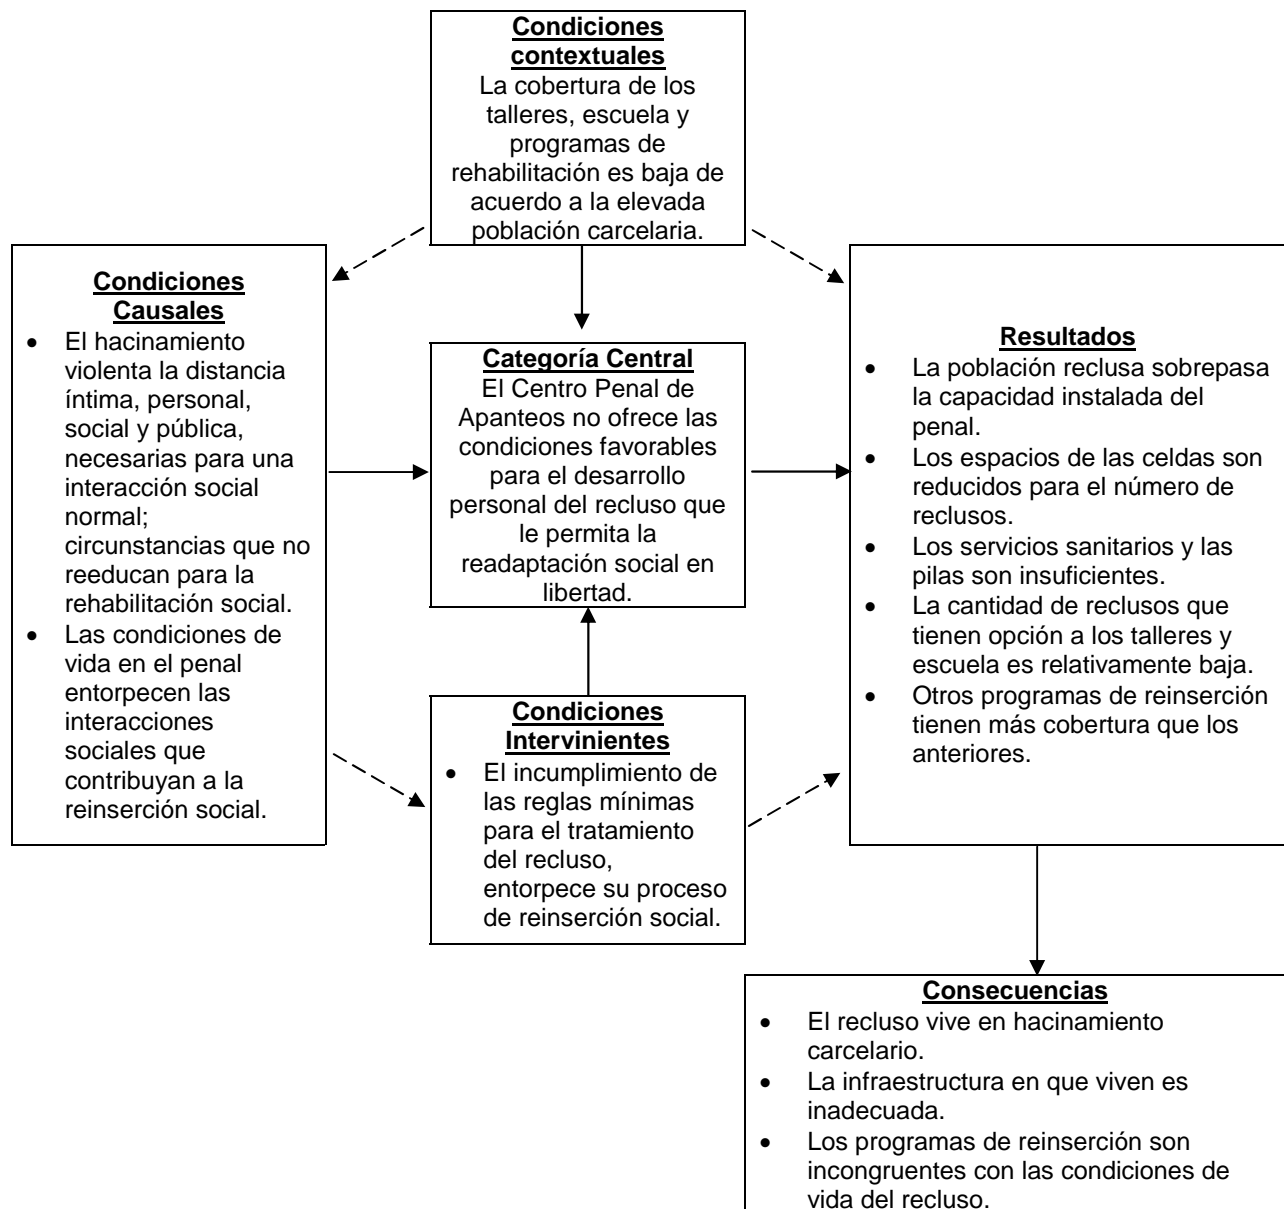 Condiciones
contextuales
La cobertura de los
talleres, escuela y
programas de
rehabilitación es baja de
acuerdo a la elevada
población carcelaria.
Condiciones
Causales
• El hacinamiento
violenta la distancia
íntima, personal,
social y pública,
necesarias para una
interacción social
normal;
circunstancias que no
reeducan para la
rehabilitación social.
• Las condiciones de
vida en el penal
entorpecen las
interacciones
sociales que
contribuyan a la
reinserción social.
Categoría Central
El Centro Penal de
Apanteos no ofrece las
condiciones favorables
para el desarrollo
personal del recluso que
le permita la
readaptación social en
libertad.
Condiciones
Intervinientes
• El incumplimiento de
las reglas mínimas
para el tratamiento
del recluso,
entorpece su proceso
de reinserción social.
Resultados
• La población reclusa sobrepasa
la capacidad instalada del
penal.
• Los espacios de las celdas son
reducidos para el número de
reclusos.
• Los servicios sanitarios y las
pilas son insuficientes.
• La cantidad de reclusos que
tienen opción a los talleres y
escuela es relativamente baja.
• Otros programas de reinserción
tienen más cobertura que los
anteriores.
Consecuencias
• El recluso vive en hacinamiento
carcelario.
• La infraestructura en que viven es
inadecuada.
• Los programas de reinserción son
incongruentes con las condiciones de
vida del recluso.